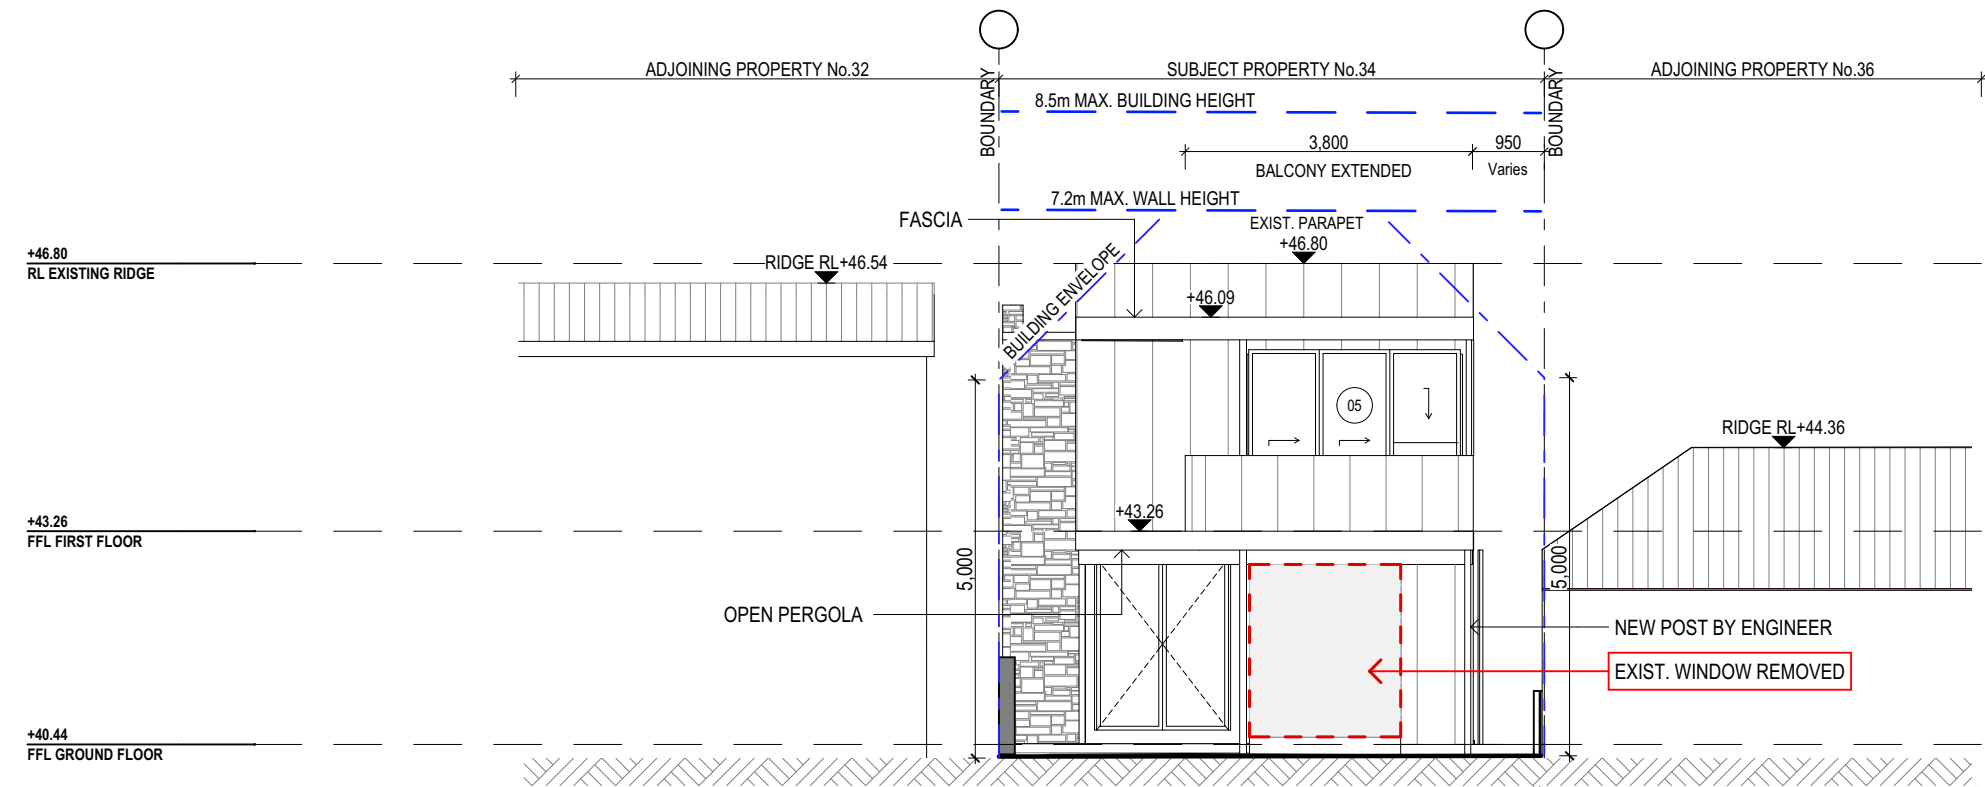 ADJOINING PROPERTY No.32
SUBJECT PROPERTY No.34
ADJOINING PROPERTY No.36
BOUNDARY
BOUNDARY
8.5m MAX. BUILDING HEIGHT
3,800
950
BALCONY EXTENDED
Varies
7.2m MAX. WALL HEIGHT
FASCIA
EXIST. PARAPET
+46.80
+46.80
RL EXISTING RIDGE
RIDGE RL+46.54
BUILDING ENVELOPE
+46.09
05
RIDGE RL+44.36
+43.26
FFL FIRST FLOOR
+43.26
5,000
5,000
OPEN PERGOLA
NEW POST BY ENGINEER
EXIST. WINDOW REMOVED
+40.44
FFL GROUND FLOOR